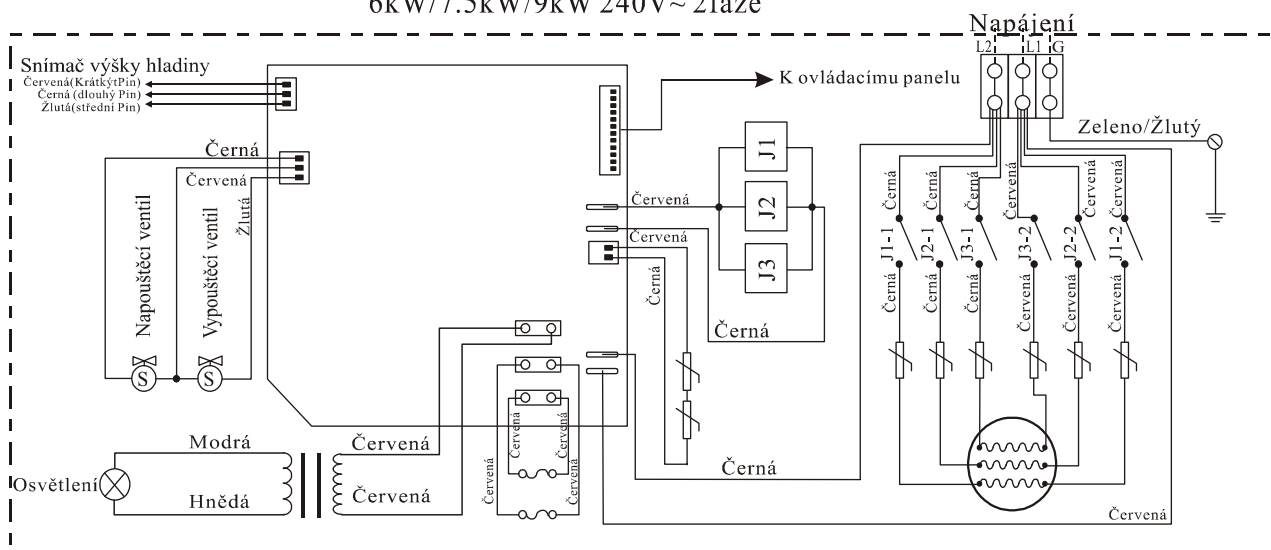 6kW/7.5kW/9kW 240V~ 2fáze
Napájení
L2 L1 G
Snímač výšky hladiny
Červená(KrátkýtPin)
Černá (dlouhý Pin)
Žlutá(střední Pin)
K ovládacímu panelu
Zeleno/Žlutý
Černá
Červená
Žlutá
Napouštěcí ventil
Vypouštěcí ventil
S
S
J1
J2
J3
Červená
Červená
Černá
Černá
Černá
Černá
Černá
Červená
Červená
Červená
J1-1
J2-1
J3-1
J3-2
J2-2
J1-2
Černá
Černá
Černá
Červená
Červená
Červená
Modrá
Hnědá
Osvětlení
Červená
Červená
Červená
Červená
Červená
Červená
Černá
Červená